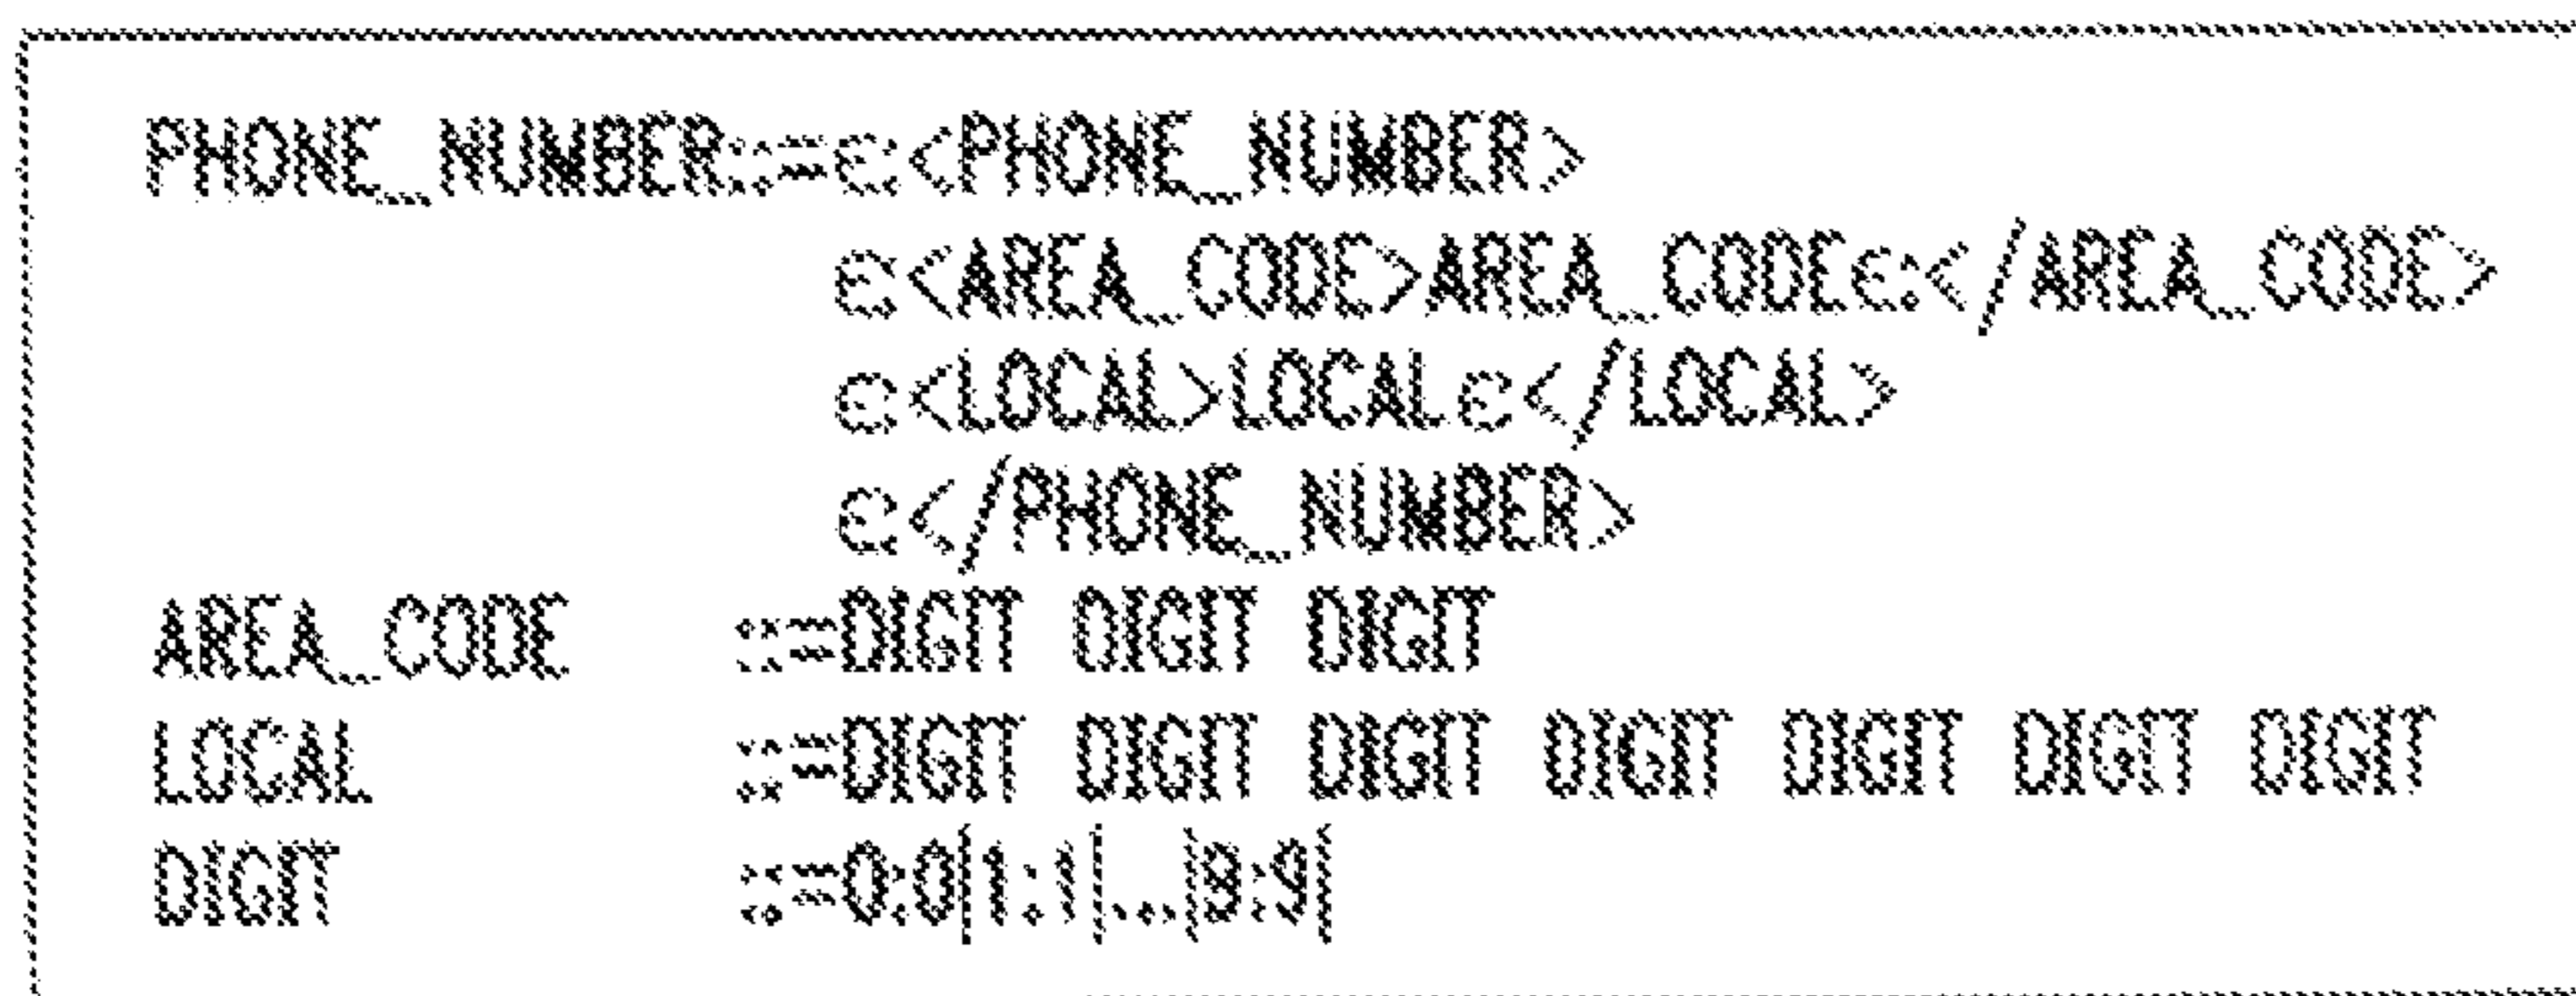 PHONE_NUMBER::=ε:<PHONE_NUMBER>
ε:<AREA_CODE>AREA_CODEε:</AREA_CODE>
ε:<LOCAL>LOCALε:</LOCAL>
ε:</PHONE_NUMBER>
AREA_CODE ::=DIGIT DIGIT DIGIT
LOCAL ::=DIGIT DIGIT DIGIT DIGIT DIGIT DIGIT DIGIT
DIGIT ::=0:0|1:1|...|9:9|